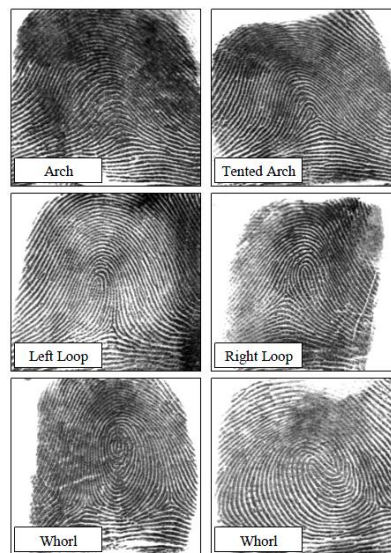 Arch
Tented Arch
Left Loop
Right Loop
Whorl
Whorl